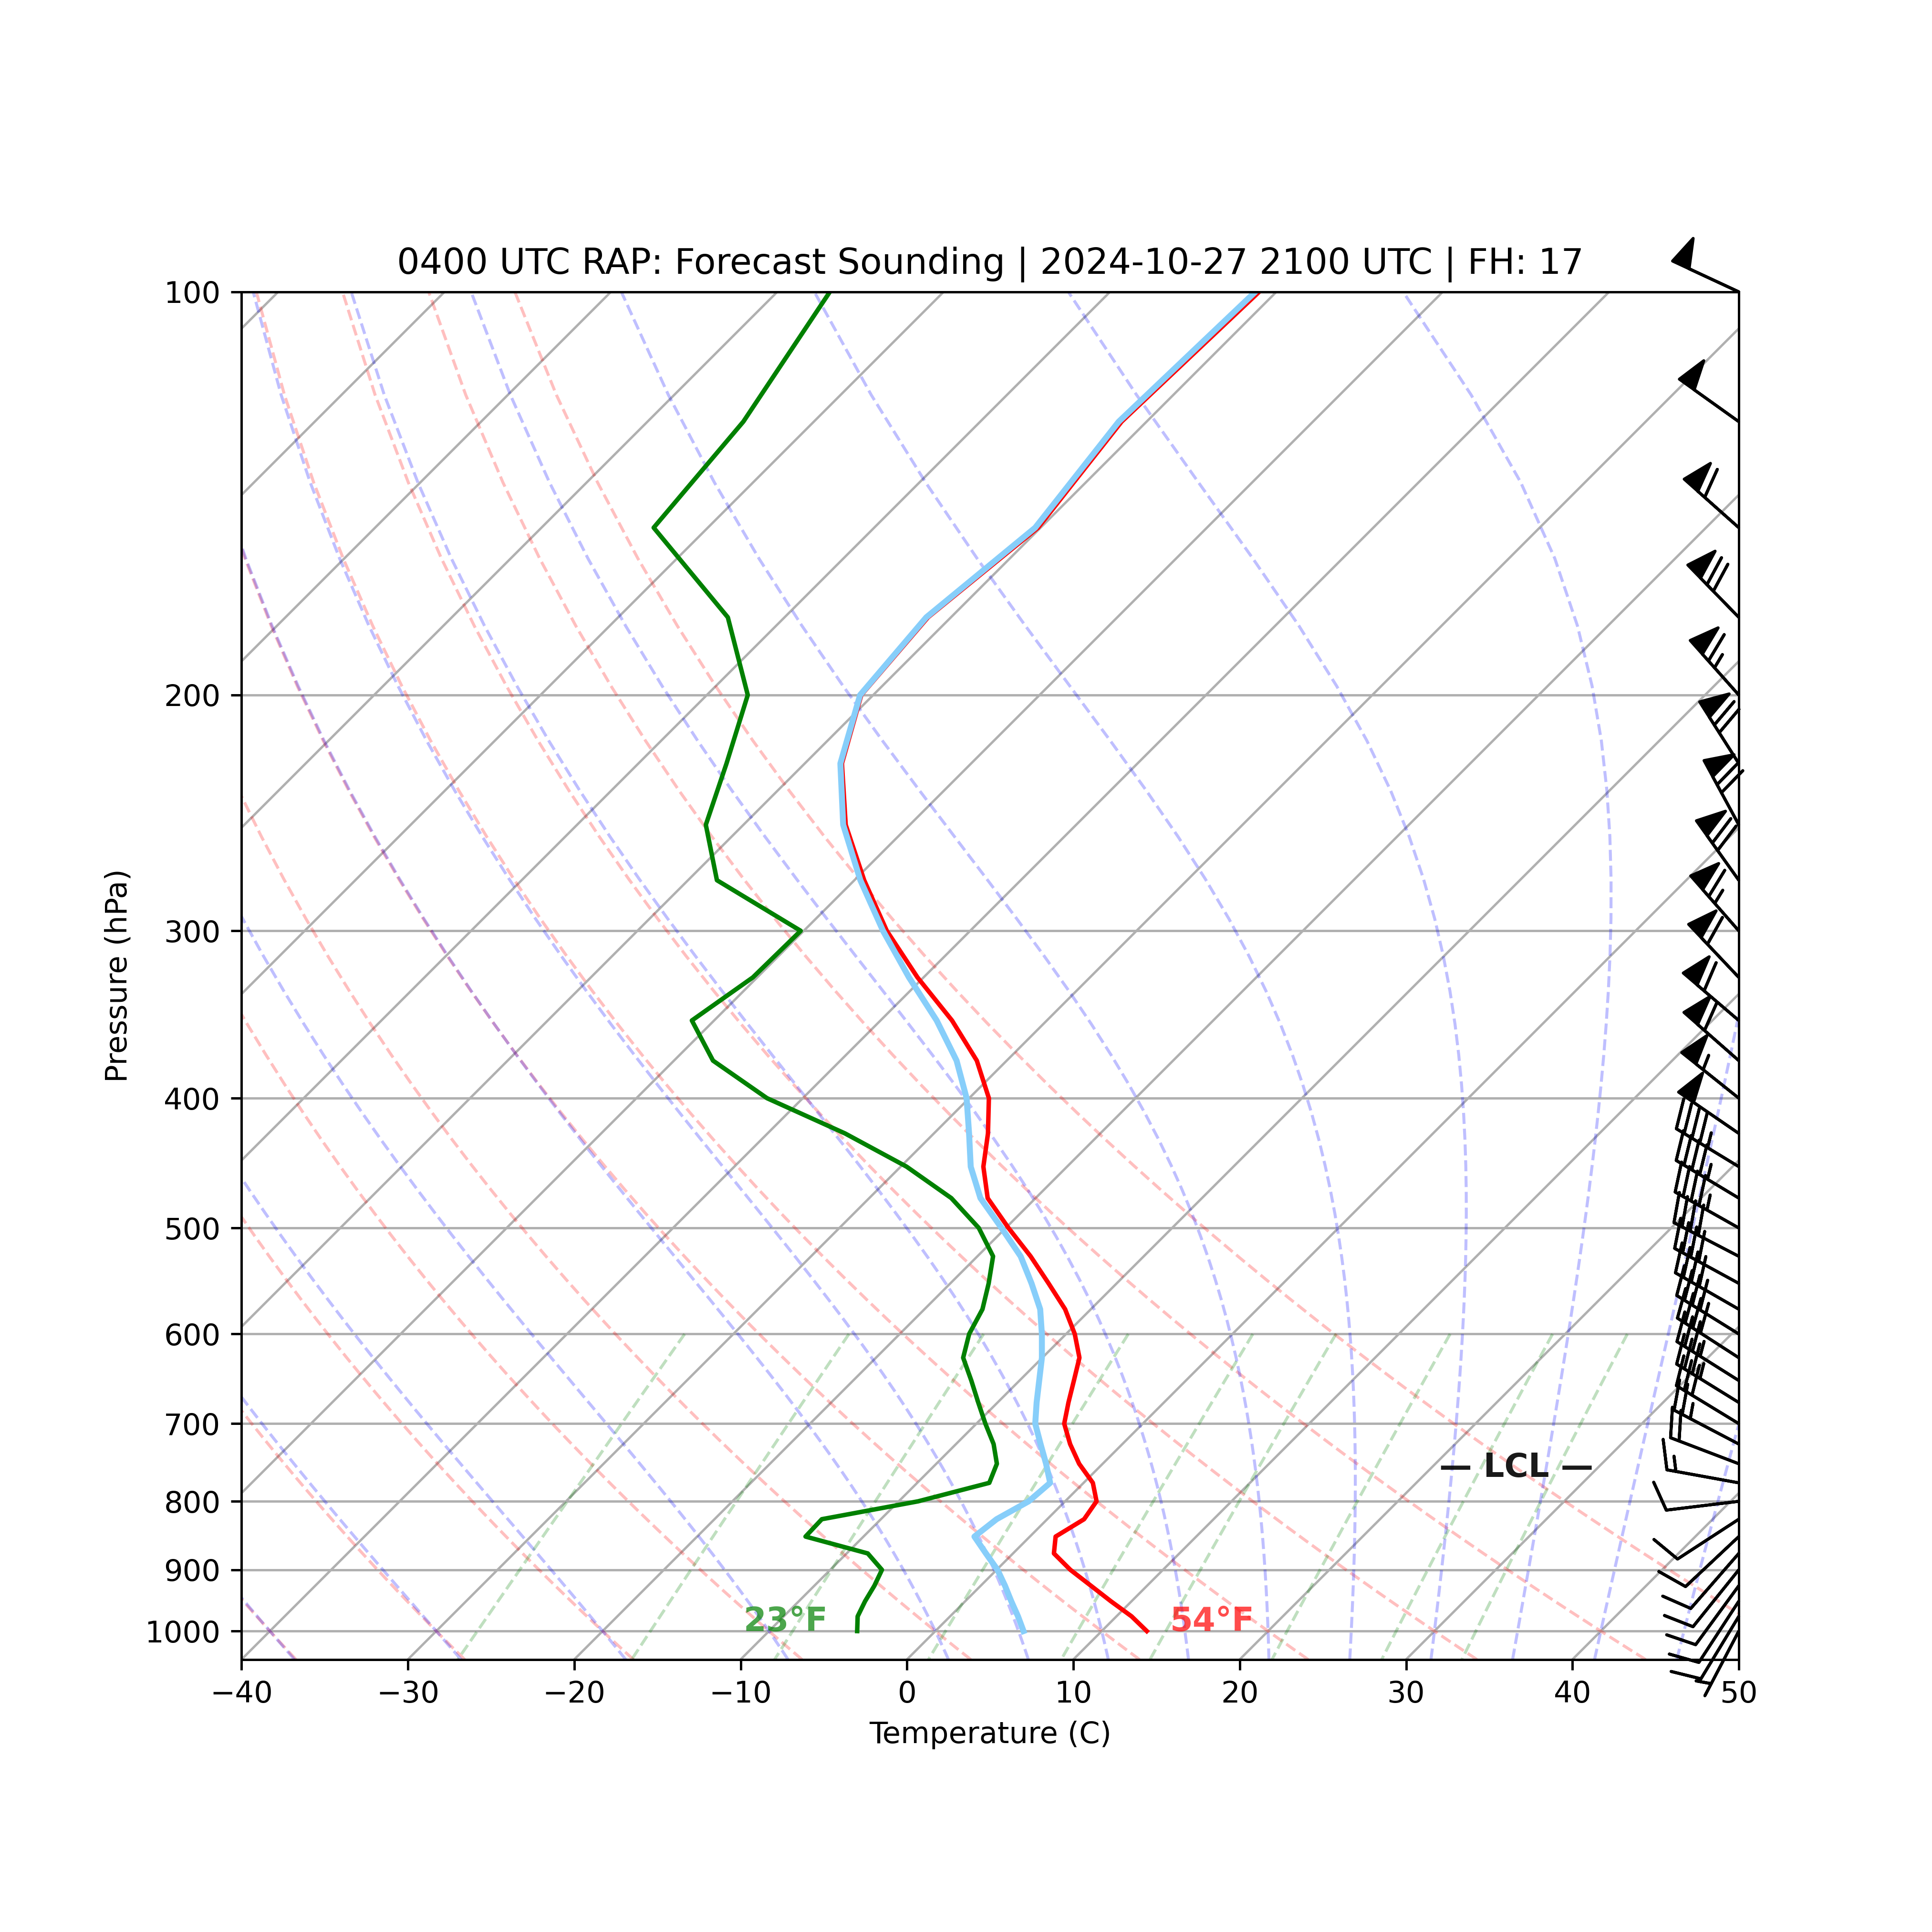 0400 UTC RAP: Forecast Sounding | 2024-10-27 2100 UTC | FH: 17
100
200
300
400
500
600
700
800
900
1000
Pressure (hPa)
— LCL —
23°F
54°F
−40 −30 −20 −10 0 10 20 30 40 50
Temperature (C)